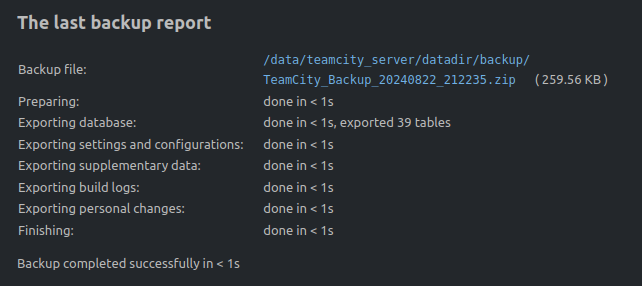 The last backup report
Backup file: /data/teamcity_server/datadir/backup/
TeamCity_Backup_20240822_212235.zip (259.56 KB)
Preparing: done in < 1s
Exporting database: done in < 1s, exported 39 tables
Exporting settings and configurations: done in < 1s
Exporting supplementary data: done in < 1s
Exporting build logs: done in < 1s
Exporting personal changes: done in < 1s
Finishing: done in < 1s
Backup completed successfully in < 1s